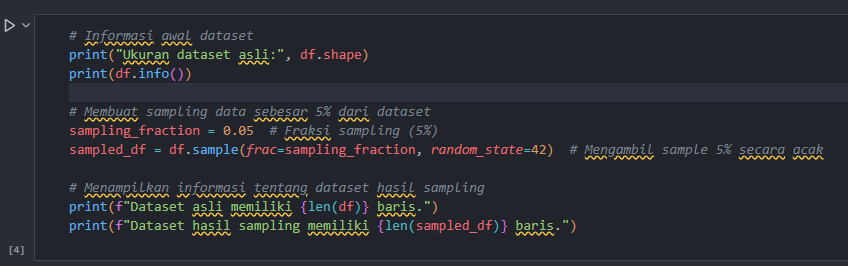 # Informasi awal dataset
print("Ukuran dataset asli:", df.shape)
print(df.info())
# Membuat sampling data sebesar 5% dari dataset
sampling_fraction = 0.05  # Fraksi sampling (5%)
sampled_df = df.sample(frac=sampling_fraction, random_state=42)  # Mengambil sample 5% secara acak
# Menampilkan informasi tentang dataset hasil sampling
print(f"Dataset asli memiliki {len(df)} baris.")
print(f"Dataset hasil sampling memiliki {len(sampled_df)} baris.")
[4]